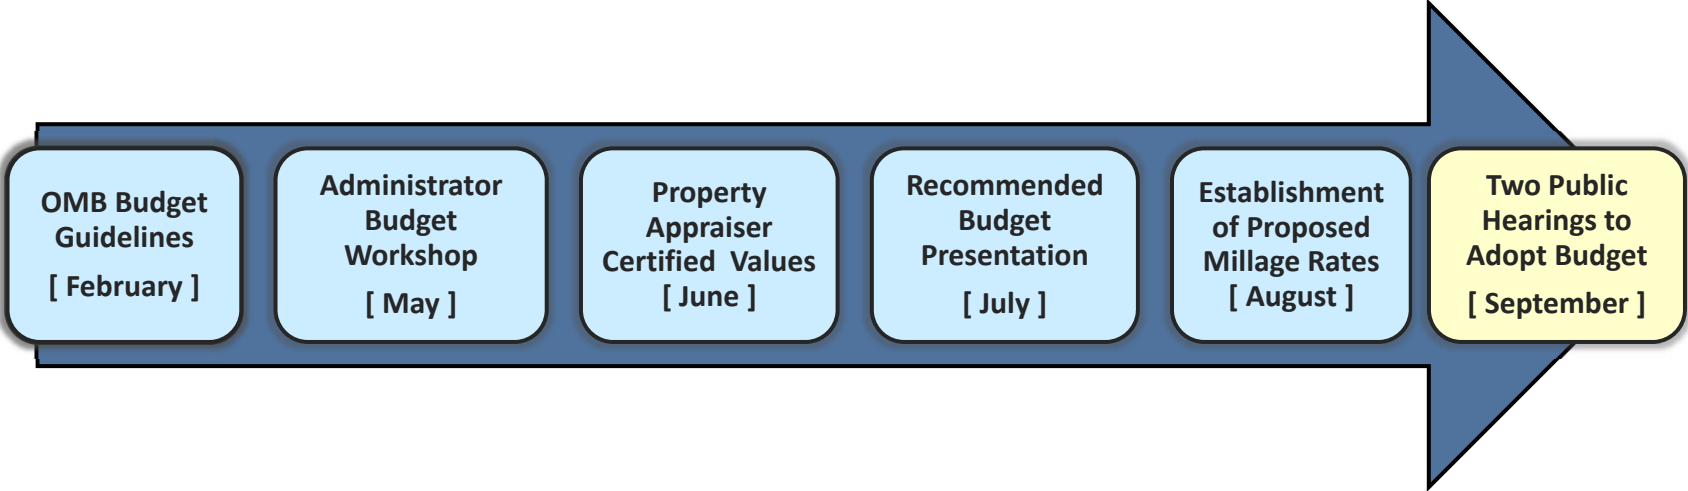 OMB Budget
Guidelines
[ February ]
Administrator
Budget
Workshop
[ May ]
Property
Appraiser
Certified Values
[ June ]
Recommended
Budget
Presentation
[ July ]
Establishment
of Proposed
Millage Rates
[ August ]
Two Public
Hearings to
Adopt Budget
[ September ]